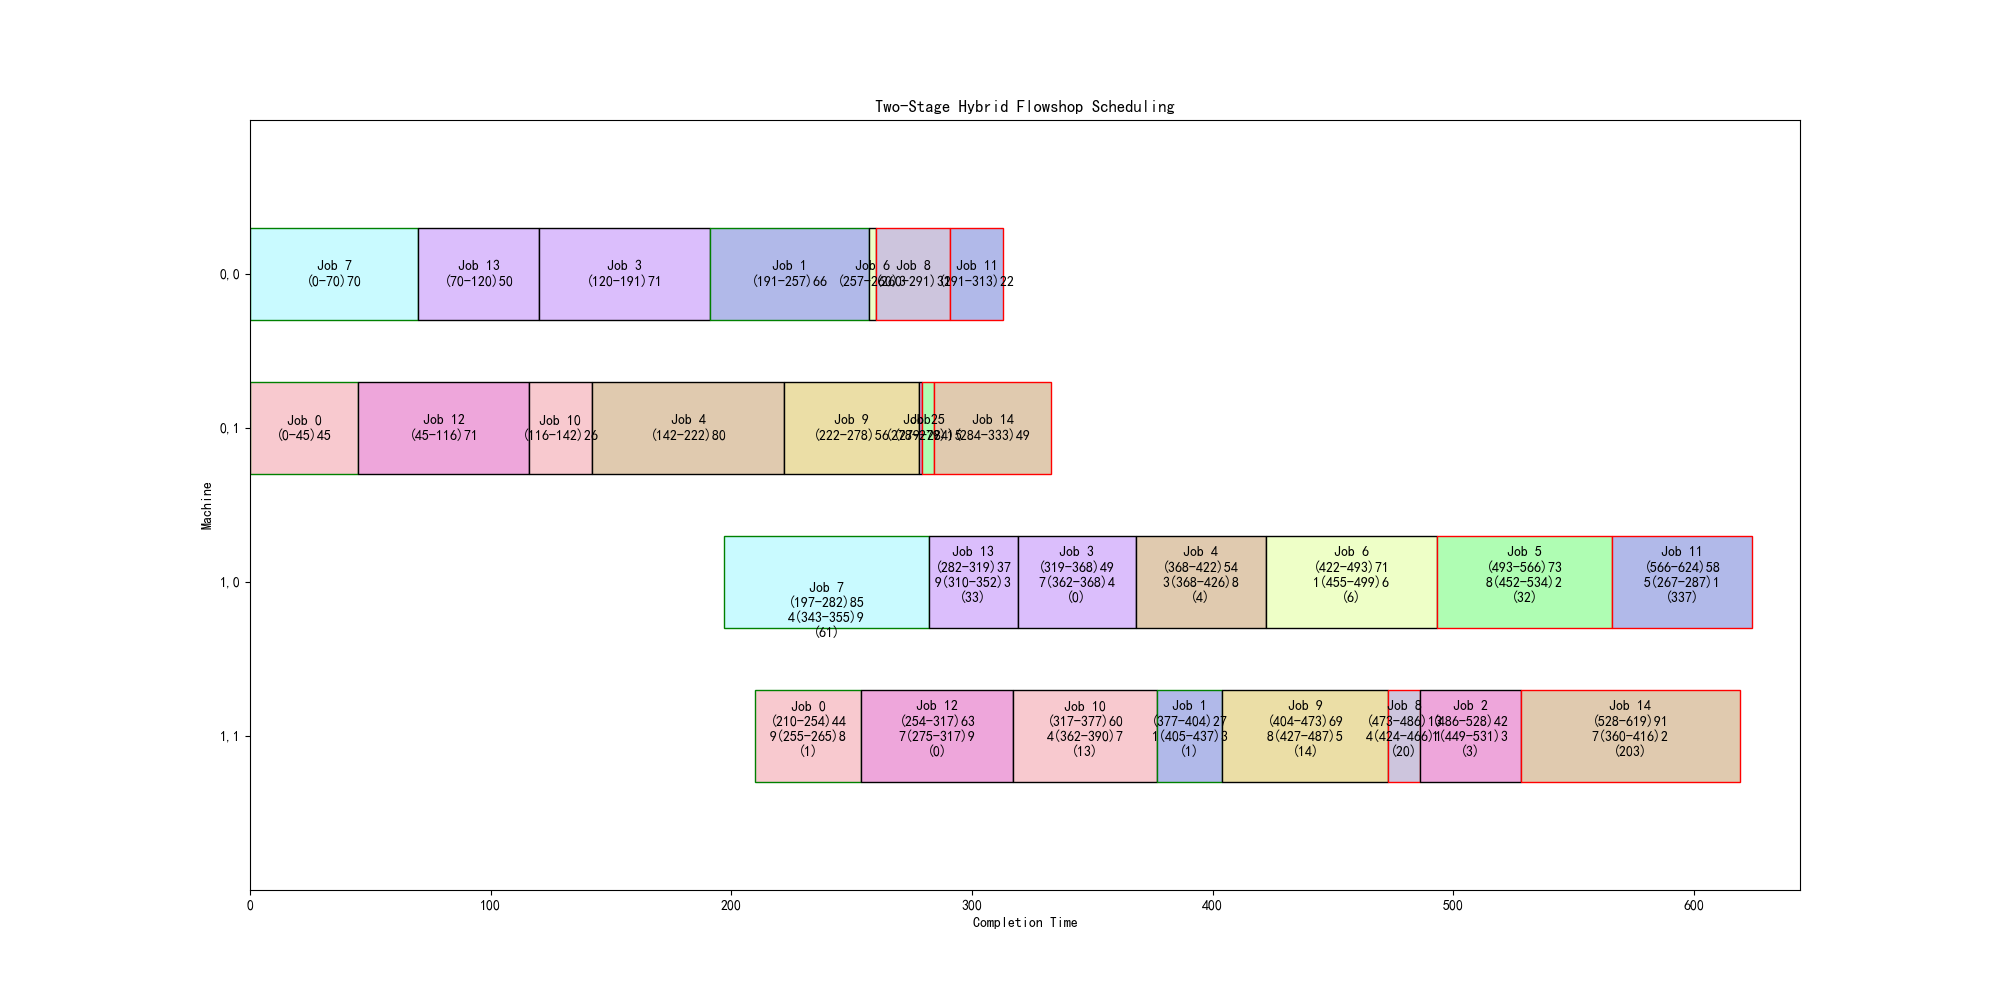 Two-Stage Hybrid Flowshop Scheduling
0,0
Job 7
(0-70)70
Job 13
(70-120)50
Job 3
(120-191)71
Job 1
(191-257)66
Job 6
Job 8
Job 11
(291-313)22
0,1
Job 0
(0-45)45
Job 12
(45-116)71
Job 10
(116-142)26
Job 4
(142-222)80
Job 9
(222-278)56
Job 14
(284-333)49
Machine
1,0
Job 7
(197-282)85
4(343-355)9
(61)
Job 13
(282-319)37
9(310-352)3
(33)
Job 3
(319-368)49
7(362-368)4
(0)
Job 4
(368-422)54
3(368-426)8
(4)
Job 6
(422-493)71
1(455-499)6
(6)
Job 5
(493-566)73
8(452-534)2
(32)
Job 11
(566-624)58
5(267-287)1
(337)
1,1
Job 0
(210-254)44
9(255-265)8
(1)
Job 12
(254-317)63
7(275-317)9
(0)
Job 10
(317-377)60
4(362-390)7
(13)
Job 1
(377-404)27
1(405-437)3
(1)
Job 9
(404-473)69
8(427-487)5
(14)
Job 8
(473-486)13
4(424-466)1
(20)
Job 2
(486-528)42
1(449-531)3
(3)
Job 14
(528-619)91
7(360-416)2
(203)
0
100
200
300
400
500
600
Completion Time